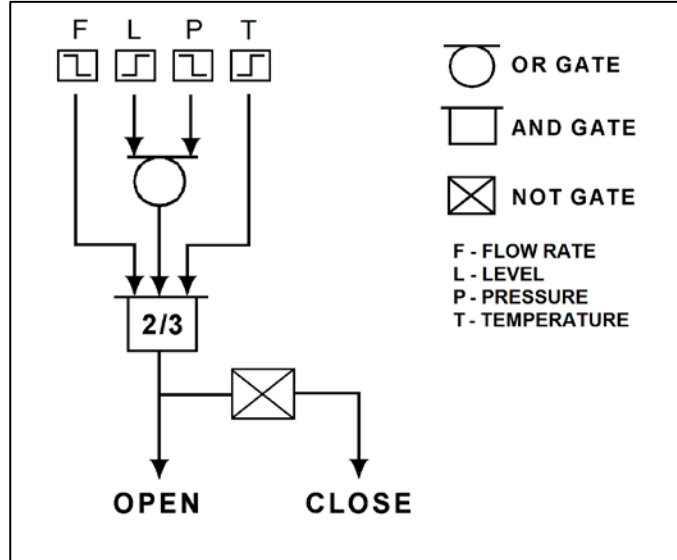 F L P T
OR GATE
AND GATE
NOT GATE
F - FLOW RATE
L - LEVEL
P - PRESSURE
T - TEMPERATURE
2/3
OPEN CLOSE